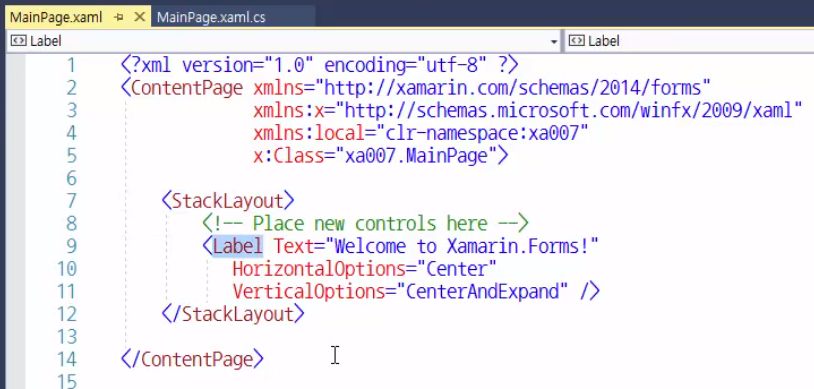 MainPage.xaml MainPage.xaml.cs
Label Label
1 <?xml version="1.0" encoding="utf-8" ?>
2 <ContentPage xmlns="http://xamarin.com/schemas/2014/forms"
3 xmlns:x="http://schemas.microsoft.com/winfx/2009/xaml"
4 xmlns:local="clr-namespace:xa007"
5 x:Class="xa007.MainPage">
6
7 <StackLayout>
8 <!-- Place new controls here -->
9 <Label Text="Welcome to Xamarin.Forms!"
10 HorizontalOptions="Center"
11 VerticalOptions="CenterAndExpand" />
12 </StackLayout>
13
14 </ContentPage>
15